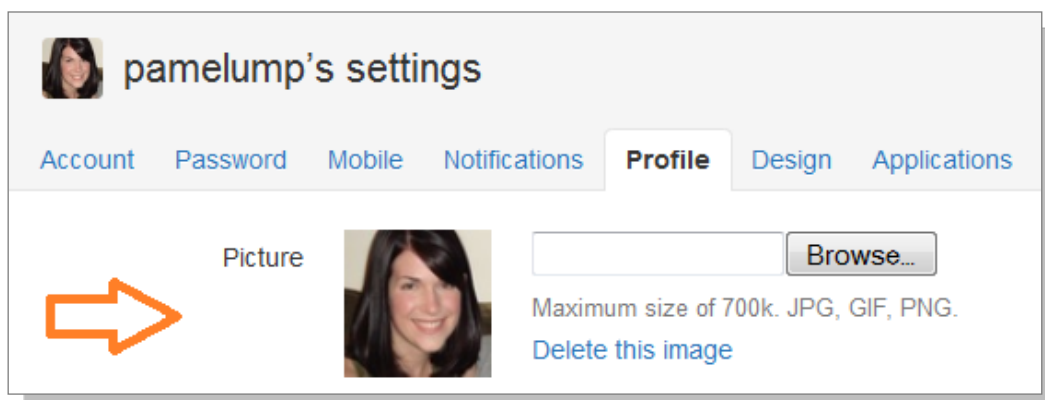 pamelump's settings
Account Password Mobile Notifications Profile Design Applications
Picture
Browse...
Maximum size of 700k. JPG, GIF, PNG.
Delete this image